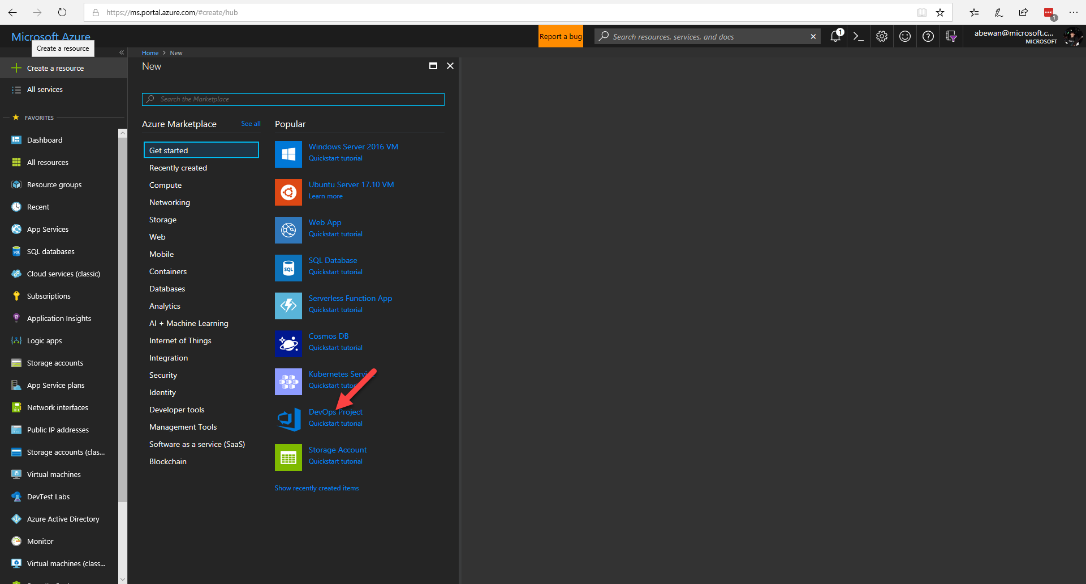 https://ms.portal.azure.com/#create/hub
Microsoft Azure
Report a bug
Search resources, services, and docs
1
abewan@microsoft.c...
MICROSOFT
Create a resource
Create a resource
All services
FAVORITES
Dashboard
All resources
Resource groups
Recent
App Services
SQL databases
Cloud services (classic)
Subscriptions
Application Insights
Logic apps
Storage accounts
App Service plans
Network interfaces
Public IP addresses
Storage accounts (clas...
Virtual machines
DevTest Labs
Azure Active Directory
Monitor
Virtual machines (class...
Home > New
New
Search the Marketplace
Azure Marketplace
See all
Get started
Recently created
Compute
Networking
Storage
Web
Mobile
Containers
Databases
Analytics
AI + Machine Learning
Internet of Things
Integration
Security
Identity
Developer tools
Management Tools
Software as a service (SaaS)
Blockchain
Popular
Windows Server 2016 VM
Quickstart tutorial
Ubuntu Server 17.10 VM
Learn more
Web App
Quickstart tutorial
SQL Database
Quickstart tutorial
Serverless Function App
Quickstart tutorial
Cosmos DB
Quickstart tutorial
Kubernetes
Quickstart
DevOps Project
Quickstart tutorial
Storage Account
Quickstart tutorial
Show recently created items